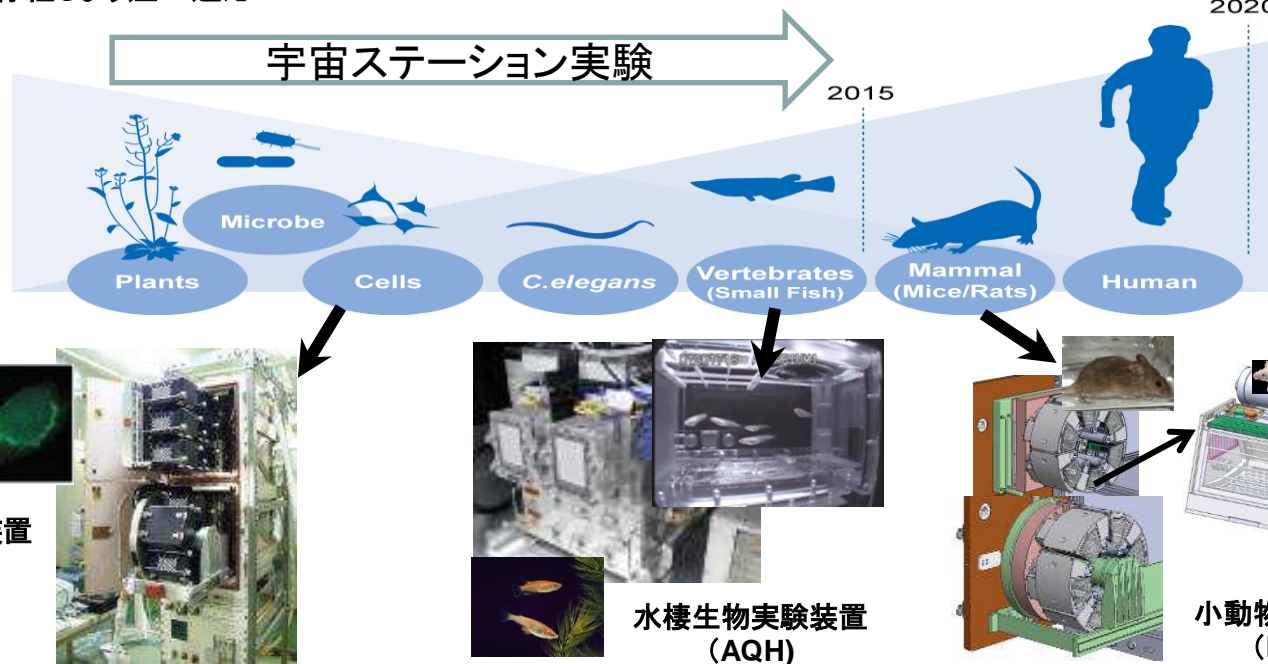 2020
宇宙ステーション実験
2015
Microbe
Plants
Cells
C.elegans
Vertebrates
(Small Fish)
Mammal
(Mice/Rats)
Human
装置
水棲生物実験装置
（AQH)
小動物